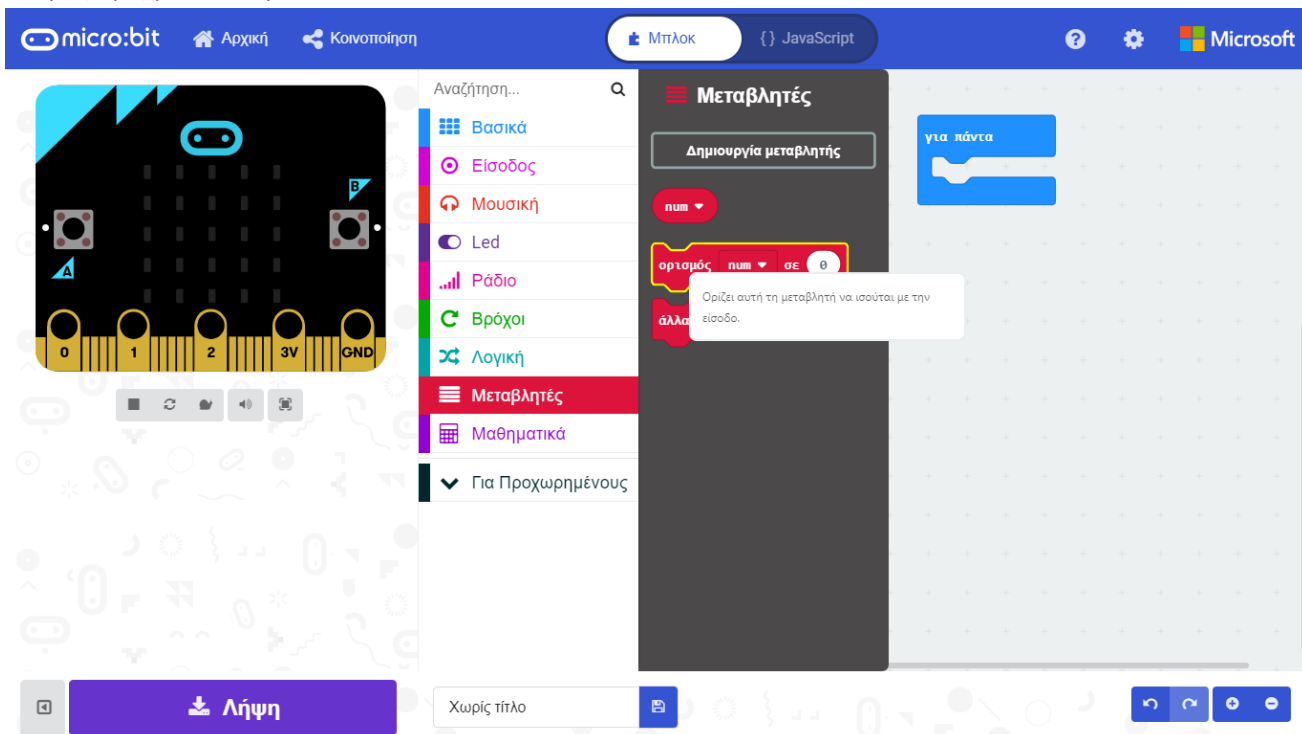 micro:bit
Αρχική
Κοινοποίηση
Μπλοκ
{ } JavaScript
Microsoft
B
A
0
1
2
3V
GND
Αναζήτηση...
Βασικά
Είσοδος
Μουσική
Led
Ράδιο
Βρόχοι
Λογική
Μεταβλητές
Μαθηματικά
Για Προχωρημένους
Μεταβλητές
Δημιουργία μεταβλητής
num
ορισμός num σε 0
Ορίζει αυτή τη μεταβλητή να ισούται με την
είσοδο.
για πάντα
Λήψη
Χωρίς τίτλο